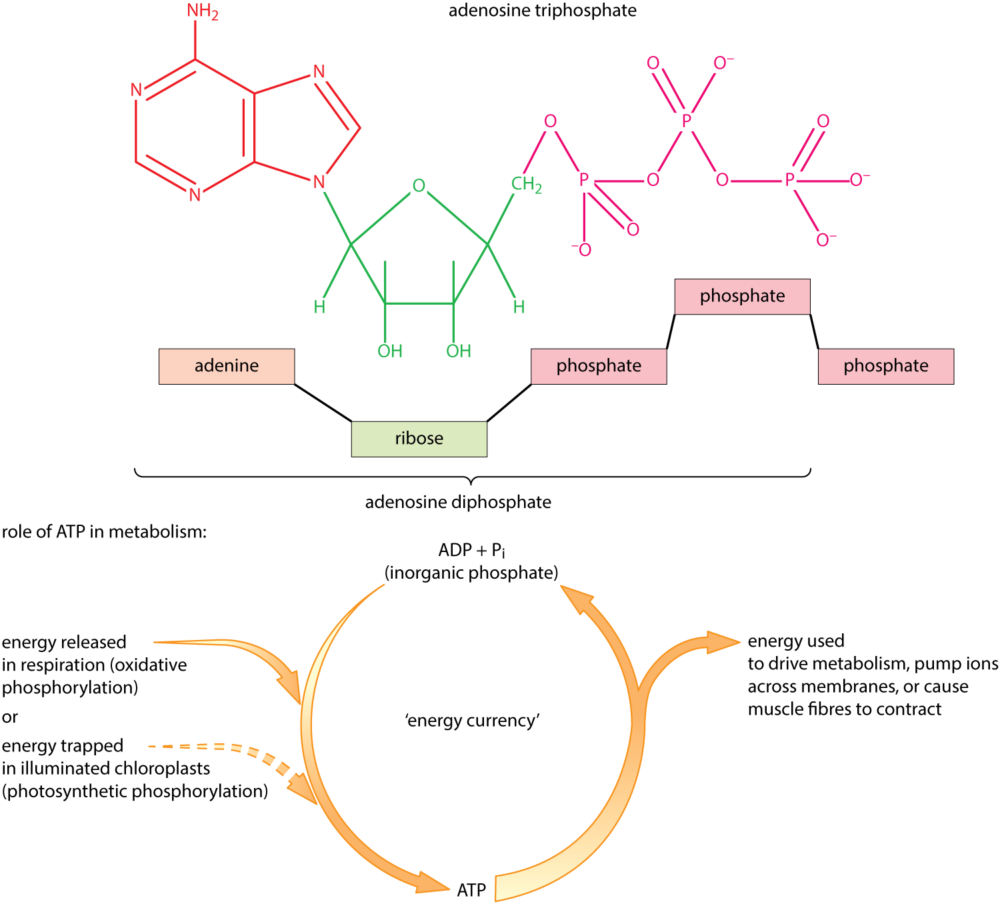 adenosine triphosphate
NH2
N
N
N
N
O
O
O⁻
P
O
CH2
O
P
O
O
P
O⁻
O
O⁻
⁻O
O
H
H
OH
OH
phosphate
adenine
phosphate
phosphate
ribose
adenosine diphosphate
role of ATP in metabolism:
ADP + Pi
(inorganic phosphate)
energy released
in respiration (oxidative
phosphorylation)
or
energy trapped
in illuminated chloroplasts
(photosynthetic phosphorylation)
‘energy currency’
energy used
to drive metabolism, pump ions
across membranes, or cause
muscle fibres to contract
ATP